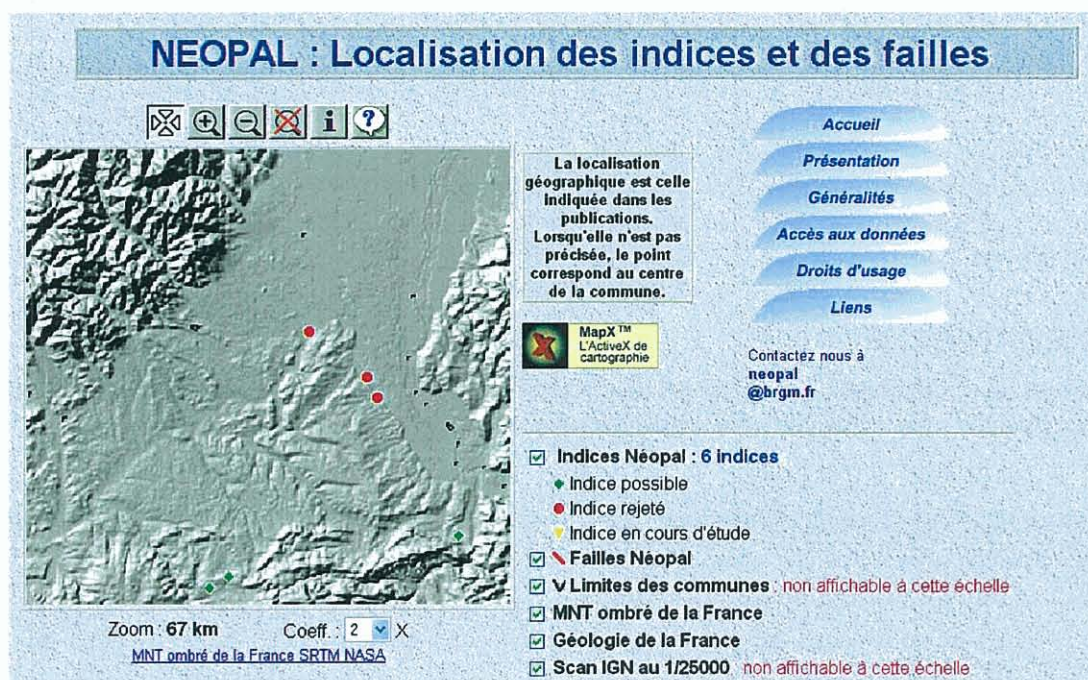 NEOPAL : Localisation des indices et des failles
La localisation
géographique est celle
indiquée dans les
publications.
Lorsqu'elle n'est pas
précisée, le point
correspond au centre
de la commune.
MapX™
L'ActiveX de
cartographie
Accueil
Présentation
Généralités
Accès aux données
Droits d'usage
Liens
Contactez nous à
neopal
@brgm.fr
Indices Néopal : 6 indices
Indice possible
Indice rejeté
Indice en cours d'étude
Failles Néopal
Limites des communes : non affichable à cette échelle
MNT ombré de la France
Géologie de la France
Scan IGN au 1/25000 non affichable à cette échelle
Zoom : 67 km Coeff. : 2 X
MNT ombré de la France SRTM NASA